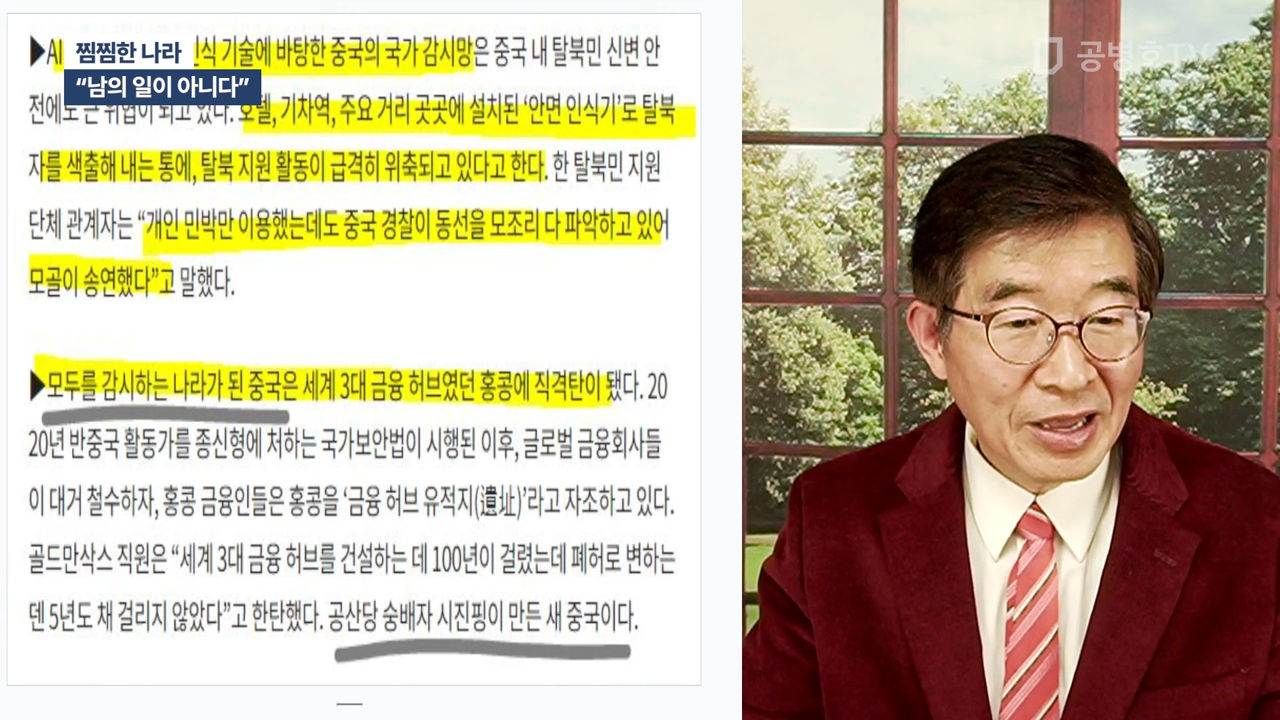 찜찜한 나라
“남의 일이 아니다”
공병호TV
▶AI 인식 기술에 바탕한 중국의 국가 감시망은 중국 내 탈북민 신변 안
전에도 큰 위협이 되고 있다. 호텔, 기차역, 주요 거리 곳곳에 설치된 ‘안면 인식기’로 탈북
자를 색출해 내는 통에, 탈북 지원 활동이 급격히 위축되고 있다고 한다. 한 탈북민 지원
단체 관계자는 “개인 민박만 이용했는데도 중국 경찰이 동선을 모조리 다 파악하고 있어
모골이 송연했다”고 말했다.
▶모두를 감시하는 나라가 된 중국은 세계 3대 금융 허브였던 홍콩에 직격탄이 됐다. 20
20년 반중국 활동가를 종신형에 처하는 국가보안법이 시행된 이후, 글로벌 금융회사들
이 대거 철수하자, 홍콩 금융인들은 홍콩을 ‘금융 허브 유적지(遺址)’라고 자조하고 있다.
골드만삭스 직원은 “세계 3대 금융 허브를 건설하는 데 100년이 걸렸는데 폐허로 변하는
덴 5년도 채 걸리지 않았다”고 한탄했다. 공산당 숭배자 시진핑이 만든 새 중국이다.